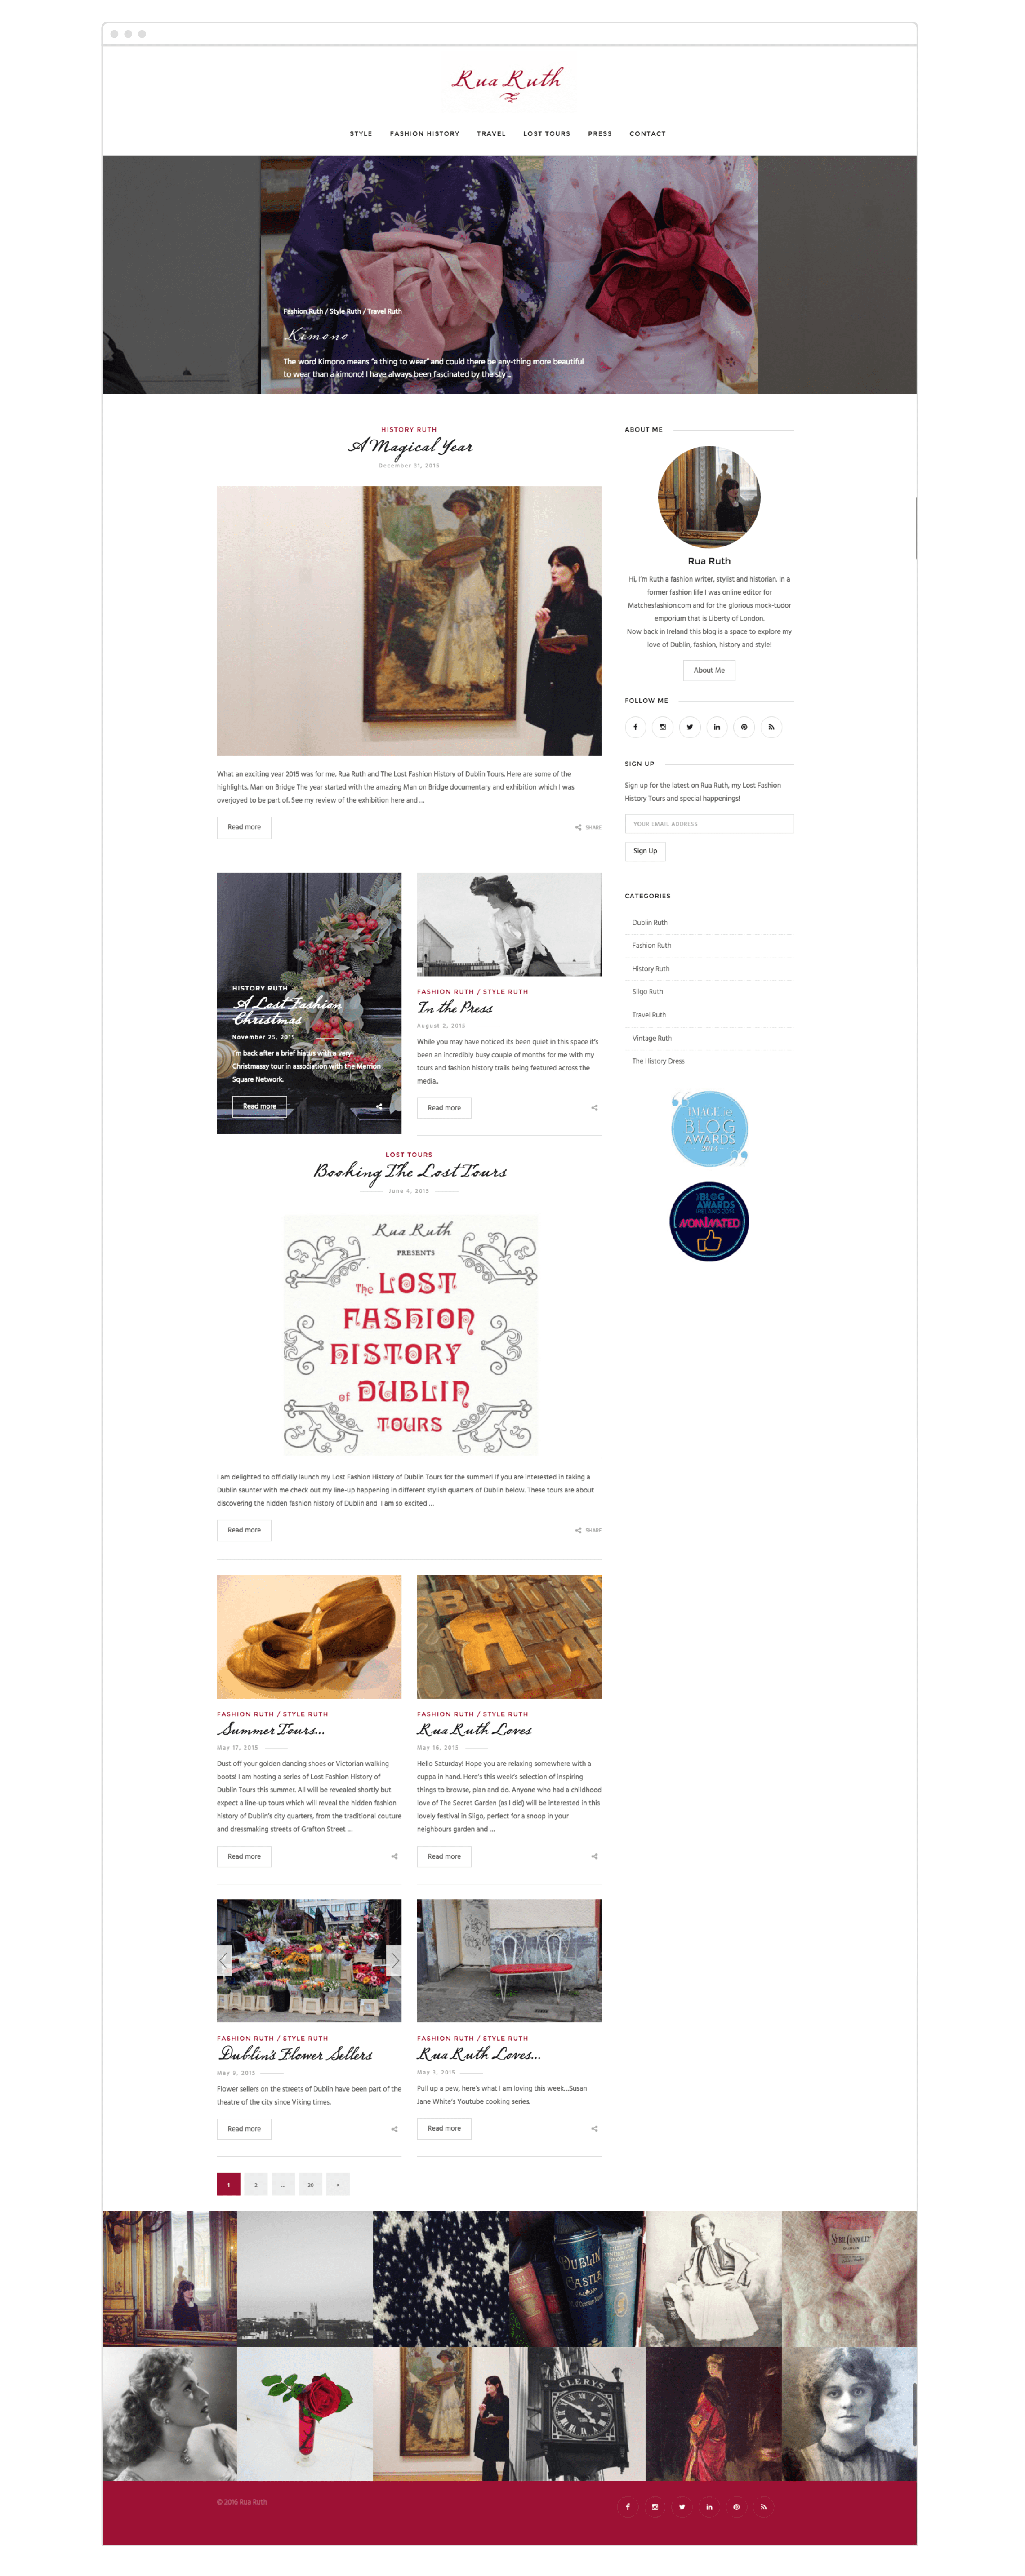 Rua Ruth
STYLE FASHION HISTORY TRAVEL LOST TOURS PRESS CONTACT
Fashion Ruth / Style Ruth / Travel Ruth
Kimono
The word Kimono means "a thing to wear" and could there be any-thing more beautiful
to wear than a kimono! I have always been fascinated by the sty ...
HISTORY RUTH
A Magical Year
December 31, 2015
What an exciting year 2015 was for me, Rua Ruth and The Lost Fashion History of Dublin Tours. Here are some of the
highlights. Man on Bridge The year started with the amazing Man on Bridge documentary and exhibition which I was
overjoyed to be part of. See my review of the exhibition here and ...
Read more
SHARE
HISTORY RUTH
A Lost Fashion
Christmas
November 25, 2015
I'm back after a brief hiatus with a very
Christmassy tour in association with the Merrion
Square Network.
Read more
FASHION RUTH / STYLE RUTH
In the Press
August 2, 2015
While you may have noticed its been quiet in this space it's
been an incredibly busy couple of months for me with my
tours and fashion history trails being featured across the
media..
Read more
LOST TOURS
Booking The Lost Tours
June 4, 2015
Rua Ruth
PRESENTS
The LOST
FASHION
HISTORY
of DUBLIN
TOURS
I am delighted to officially launch my Lost Fashion History of Dublin Tours for the summer! If you are interested in taking a
Dublin saunter with me check out my line-up happening in different stylish quarters of Dublin below. These tours are about
discovering the hidden fashion history of Dublin and I am so excited ...
Read more
SHARE
FASHION RUTH / STYLE RUTH
Summer Tours...
May 17, 2015
Dust off your golden dancing shoes or Victorian walking
boots! I am hosting a series of Lost Fashion History of
Dublin Tours this summer. All will be revealed shortly but
expect a line-up tours which will reveal the hidden fashion
history of Dublin's city quarters, from the traditional couture
and dressmaking streets of Grafton Street ...
Read more
FASHION RUTH / STYLE RUTH
Rua Ruth Loves
May 16, 2015
Hello Saturday! Hope you are relaxing somewhere with a
cuppa in hand. Here's this week's selection of inspiring
things to browse, plan and do. Anyone who had a childhood
love of The Secret Garden (as I did) will be interested in this
lovely festival in Sligo, perfect for a snoop in your
neighbours garden and ...
Read more
FASHION RUTH / STYLE RUTH
Dublin's Flower Sellers
May 9, 2015
Flower sellers on the streets of Dublin have been part of the
theatre of the city since Viking times.
Read more
FASHION RUTH / STYLE RUTH
Rua Ruth Loves...
May 3, 2015
Pull up a pew, here's what I am loving this week...Susan
Jane White's Youtube cooking series.
Read more
1 2 ... 20 »
ABOUT ME
Rua Ruth
Hi, I'm Ruth a fashion writer, stylist and historian. In a
former fashion life I was online editor for
Matchesfashion.com and for the glorious mock-tudor
emporium that is Liberty of London.
Now back in Ireland this blog is a space to explore my
love of Dublin, fashion, history and style!
About Me
FOLLOW ME
SIGN UP
Sign up for the latest on Rua Ruth, my Lost Fashion
History Tours and special happenings!
YOUR EMAIL ADDRESS
Sign Up
CATEGORIES
Dublin Ruth
Fashion Ruth
History Ruth
Sligo Ruth
Travel Ruth
Vintage Ruth
The History Dress
IMAGE.ie
BLOG
AWARDS
2014
BLOG
AWARDS
IRELAND 2014
NOMINATED
DUBLIN
CASTLE
SYBIL CONNOLLY
CLERYS
© 2016 Rua Ruth